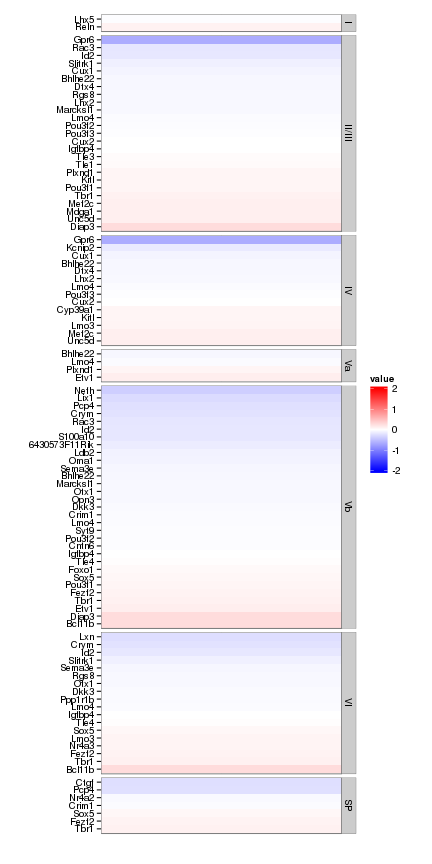 Lhx5
Reln
I
Gpr6
Rac3
Id2
Slitrk1
Cux1
Bhlhe22
Dtx4
Rgs8
Lhx2
Marcksl1
Lmo4
Pou3f2
Pou3f3
Cux2
Igfbp4
Tle3
Tle1
Plxnd1
Kitl
Pou3f1
Tbr1
Mef2c
Mdga1
Unc5d
Diap3
II/III
Gpr6
Kcnip2
Cux1
Bhlhe22
Dtx4
Lhx2
Lmo4
Pou3f3
Cux2
Cyp39a1
Kitl
Lmo3
Mef2c
Unc5d
IV
Bhlhe22
Lmo4
Plxnd1
Etv1
Va
Nefh
Lix1
Pcp4
Crym
Rac3
Id2
S100a10
6430573F11Rik
Ldb2
Oma1
Sema3e
Bhlhe22
Marcksl1
Otx1
Opn3
Dkk3
Crim1
Lmo4
Syt9
Pou3f2
Cntn6
Igfbp4
Tle4
Foxo1
Sox5
Pou3f1
Fezf2
Tbr1
Etv1
Diap3
Bcl11b
Vb
Lxn
Crym
Id2
Slitrk1
Sema3e
Rgs8
Otx1
Dkk3
Ppp1r1b
Lmo4
Igfbp4
Tle4
Sox5
Lmo3
Nr4a3
Fezf2
Tbr1
Bcl11b
VI
Ctgf
Pcp4
Nr4a2
Crim1
Sox5
Fezf2
Tbr1
SP
value
2
1
0
-1
-2